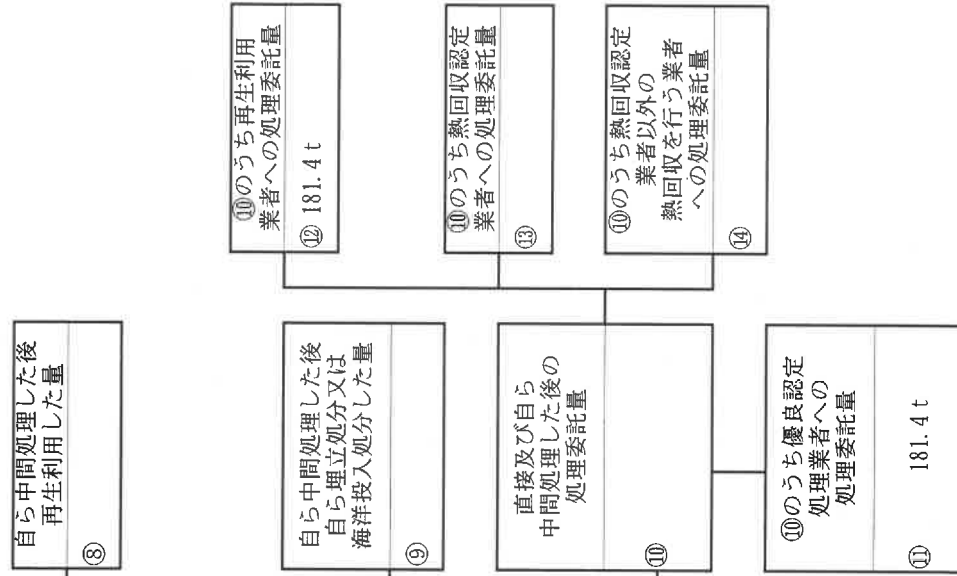 自ら中間処理した後
再生利用した量
⑧
自ら中間処理した後
自ら埋立処分又は
海洋投入処分した量
⑨
直接及び自ら
中間処理した後の
処理委託量
⑩
⑩のうち優良認定
処理業者への
処理委託量
⑪ 181.4 t
⑩のうち再生利用
業者への処理委託量
⑫ 181.4 t
⑩のうち熱回収認定
業者への処理委託量
⑬
⑩のうち熱回収認定
業者以外の
熱回収を行う業者
への処理委託量
⑭